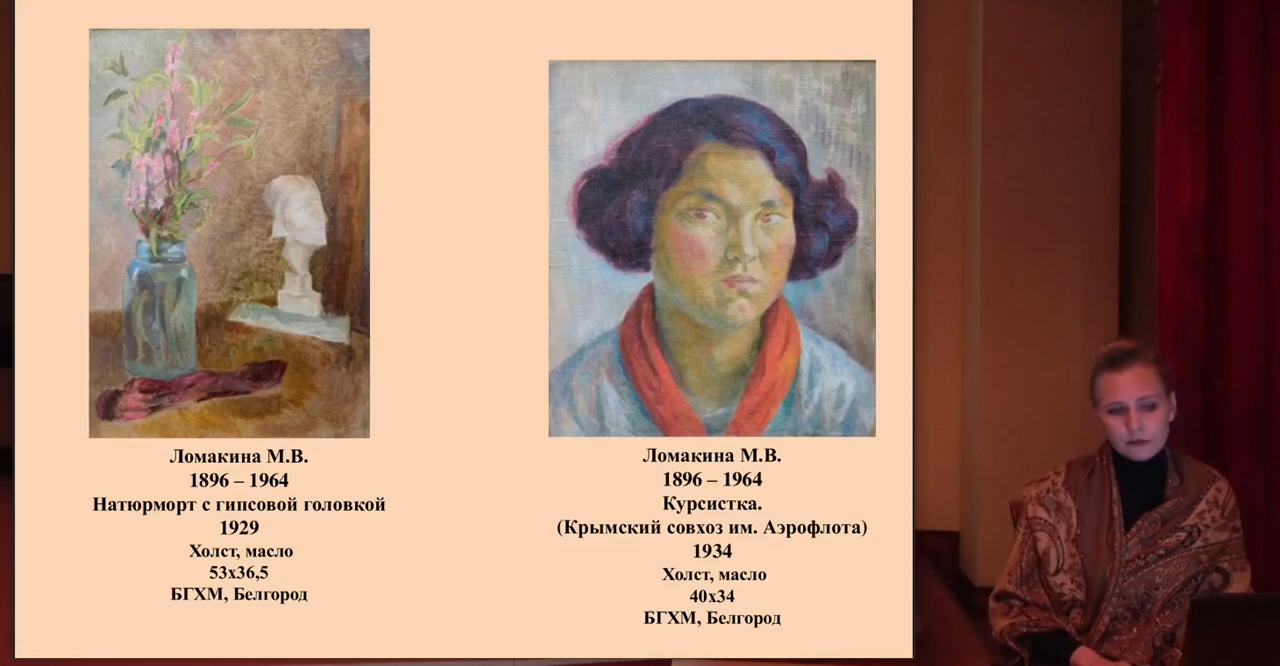 Ломакина М.В.
1896 – 1964
Натюрморт с гипсовой головкой
1929
Холст, масло
53х36,5
БГХМ, Белгород
Ломакина М.В.
1896 – 1964
Курсистка.
(Крымский совхоз им. Аэрофлота)
1934
Холст, масло
40х34
БГХМ, Белгород